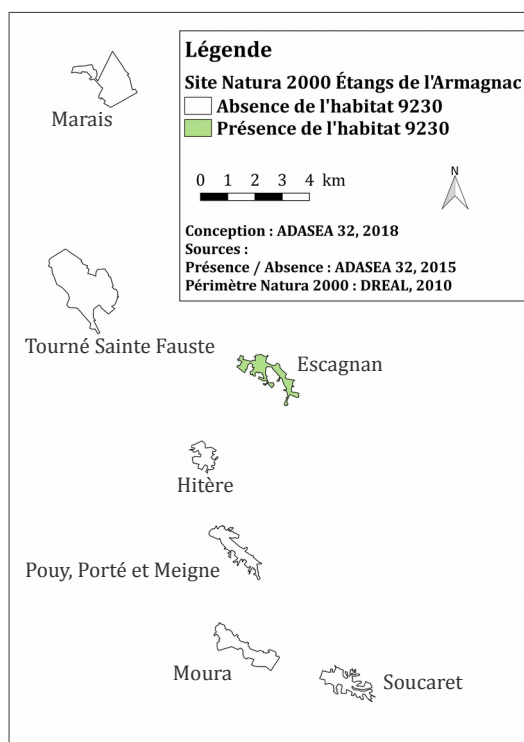 Légende
Site Natura 2000 Étangs de l'Armagnac
Absence de l'habitat 9230
Présence de l'habitat 9230
0 1 2 3 4 km
N
Conception : ADASEA 32, 2018
Sources :
Présence / Absence : ADASEA 32, 2015
Périmètre Natura 2000 : DREAL, 2010
Marais
Tourné Sainte Fauste
Escagnan
Hitère
Pouy, Porté et Meigne
Moura
Soucaret